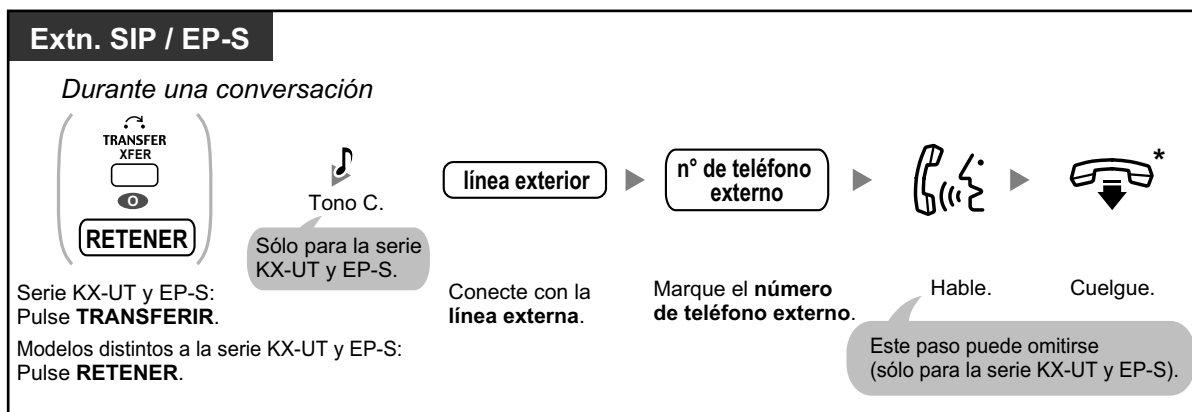 Extn. SIP / EP-S
Durante una conversación
TRANSFER
XFER
O
RETENER
Serie KX-UT y EP-S:
Pulse TRANSFERIR.
Modelos distintos a la serie KX-UT y EP-S:
Pulse RETENER.
Tono C.
Sólo para la serie
KX-UT y EP-S.
línea exterior
Conecte con la
línea externa.
n° de teléfono
externo
Marque el número
de teléfono externo.
Hable.
Este paso puede omitirse
(sólo para la serie KX-UT y EP-S).
*
Cuelgue.